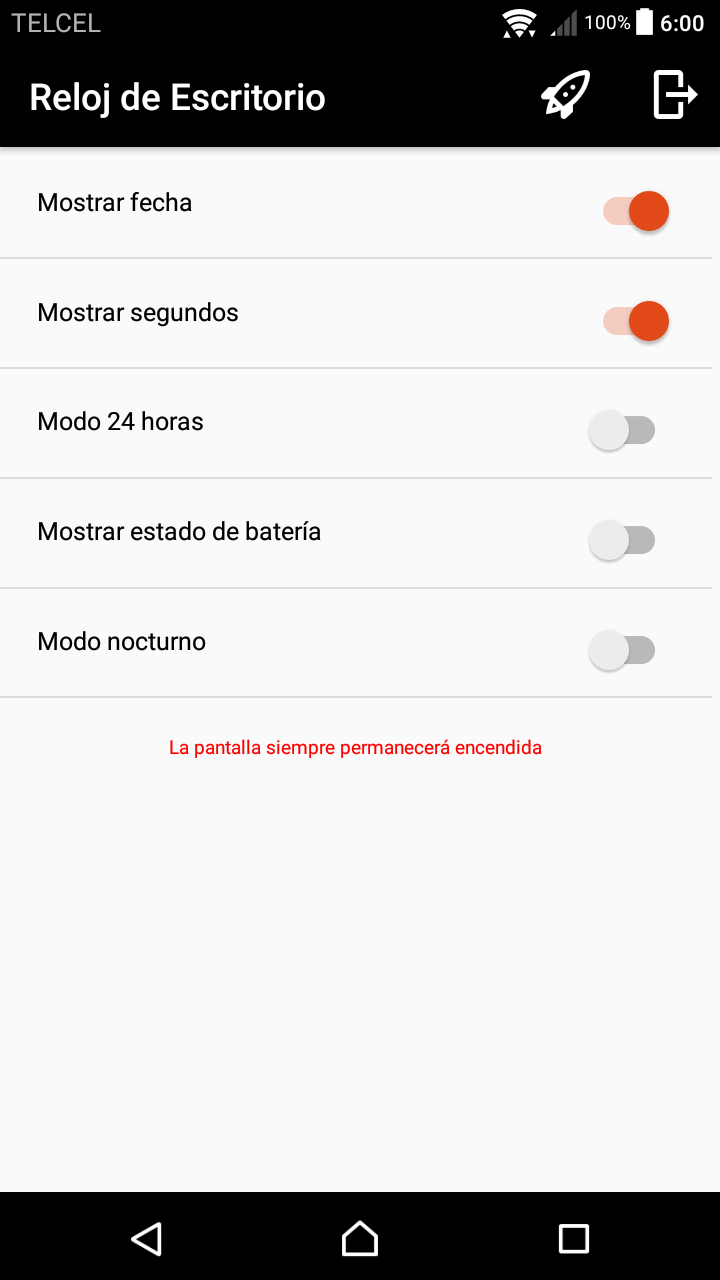 TELCEL 100% 6:00
Reloj de Escritorio
Mostrar fecha
Mostrar segundos
Modo 24 horas
Mostrar estado de batería
Modo nocturno
La pantalla siempre permanecerá encendida